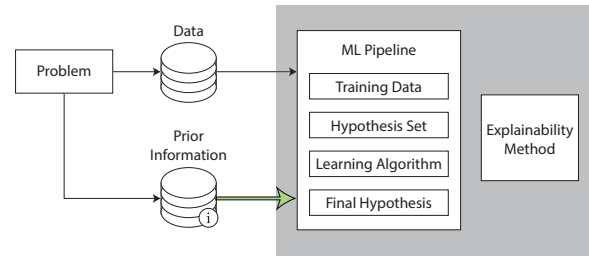 Data
Problem
Prior
Information
i
ML Pipeline
Training Data
Hypothesis Set
Learning Algorithm
Final Hypothesis
Explainability
Method